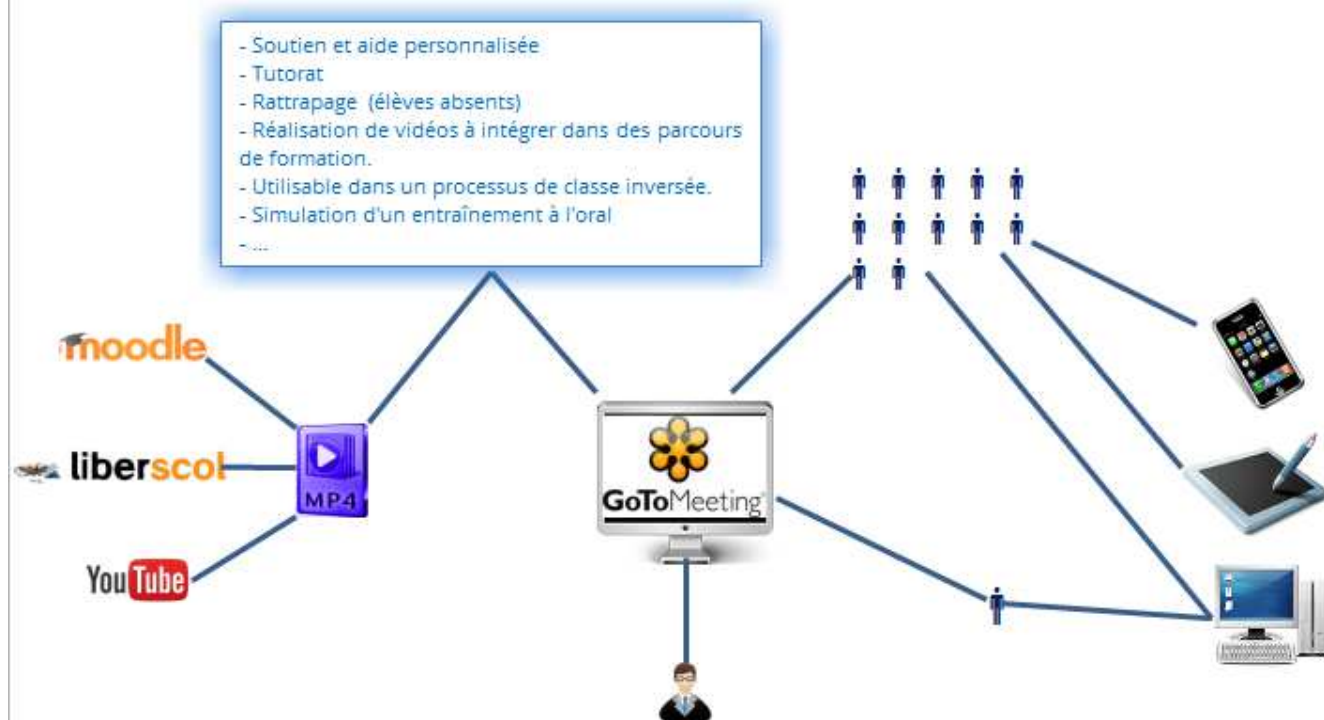 - Soutien et aide personnalisée
- Tutorat
- Rattrapage (élèves absents)
- Réalisation de vidéos à intégrer dans des parcours
de formation.
- Utilisable dans un processus de classe inversée.
- Simulation d'un entraînement à l'oral
- ...
moodle
liberscol
MP4
GoToMeeting
YouTube